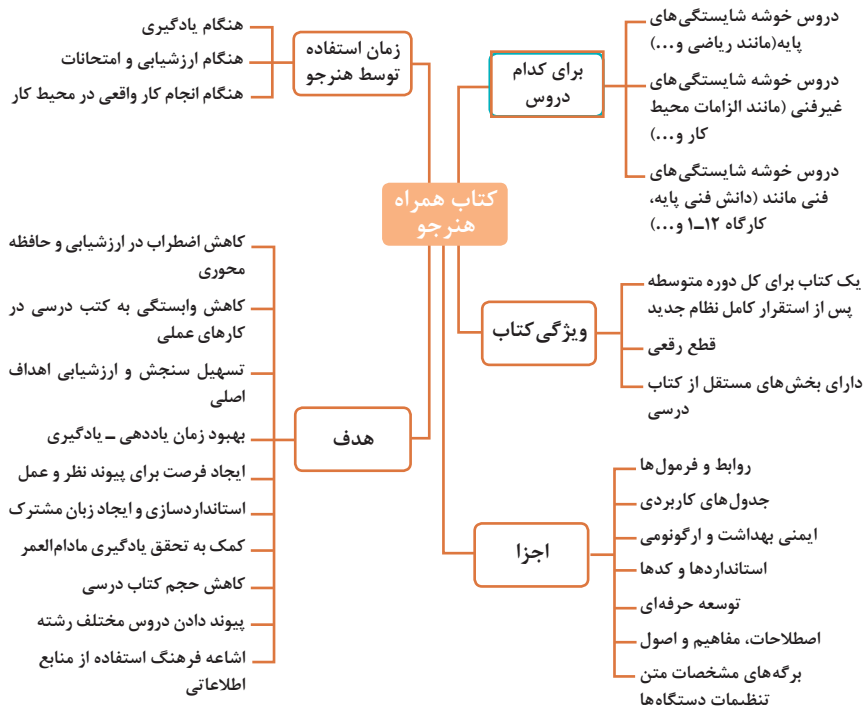 کتاب همراه
هنرجو
برای کدام
دروس
دروس خوشه شایستگی‌های
پایه(مانند ریاضی و...)
دروس خوشه شایستگی‌های
غیرفنی (مانند الزامات محیط
کار و...)
دروس خوشه شایستگی‌های
فنی مانند (دانش فنی پایه،
کارگاه ۱۲ـ۱ و...)
ویژگی کتاب
یک کتاب برای کل دوره متوسطه
پس از استقرار کامل نظام جدید
قطع رقعی
دارای بخش‌های مستقل از کتاب
درسی
اجزا
روابط و فرمول‌ها
جدول‌های کاربردی
ایمنی بهداشت و ارگونومی
استانداردها و کدها
توسعه حرفه‌ای
اصطلاحات، مفاهیم و اصول
برگه‌های مشخصات متن
تنظیمات دستگاه‌ها
زمان استفاده
توسط هنرجو
هنگام یادگیری
هنگام ارزشیابی و امتحانات
هنگام انجام کار واقعی در محیط کار
هدف
کاهش اضطراب در ارزشیابی و حافظه
محوری
کاهش وابستگی به کتب درسی در
کارهای عملی
تسهیل سنجش و ارزشیابی اهداف
اصلی
بهبود زمان یاددهی ـ یادگیری
ایجاد فرصت برای پیوند نظر و عمل
استانداردسازی و ایجاد زبان مشترک
کمک به تحقق یادگیری مادام‌العمر
کاهش حجم کتاب درسی
پیوند دادن دروس مختلف رشته
اشاعه فرهنگ استفاده از منابع
اطلاعاتی